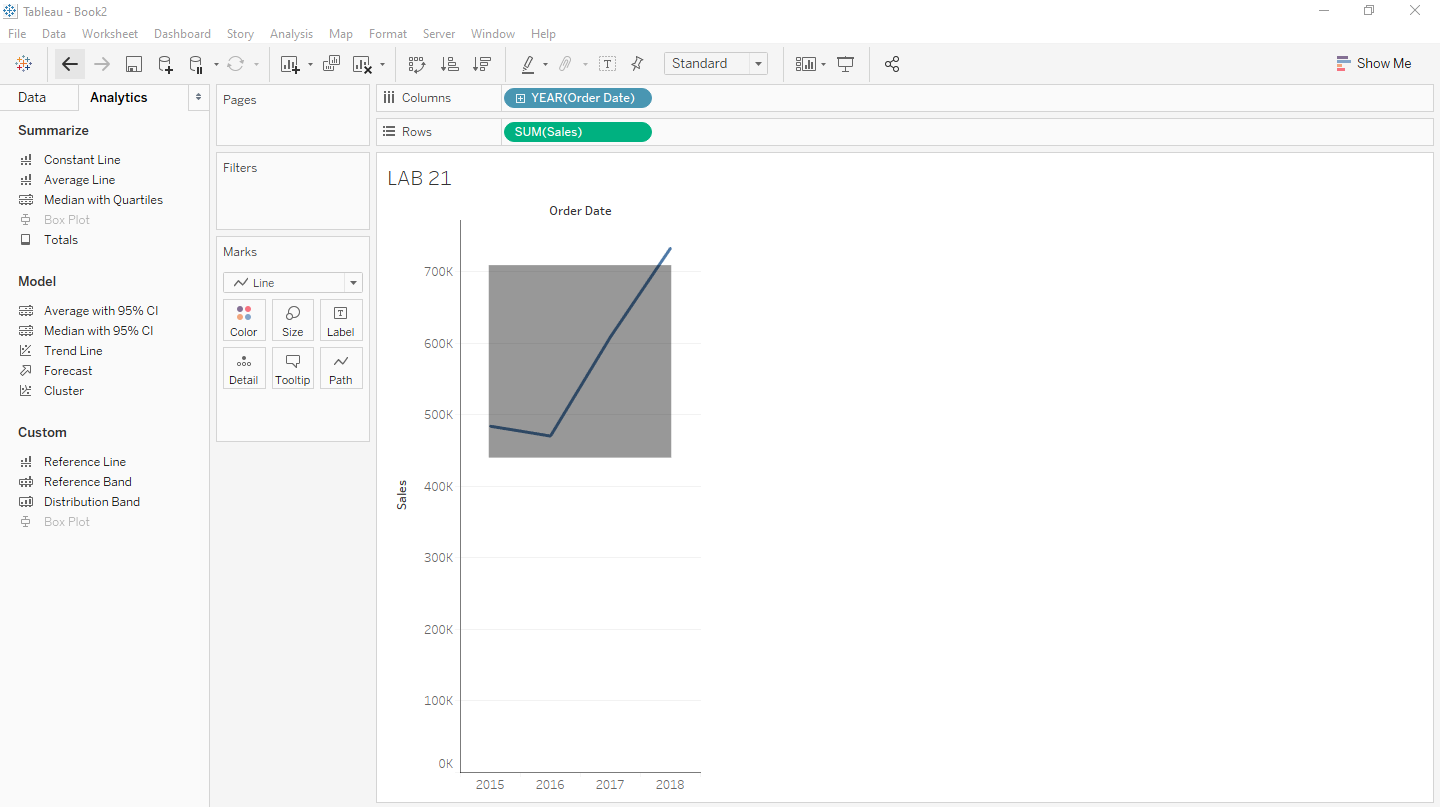 Tableau - Book2
File Data Worksheet Dashboard Story Analysis Map Format Server Window Help
Standard
Show Me
Data Analytics
Summarize
Constant Line
Average Line
Median with Quartiles
Box Plot
Totals
Model
Average with 95% CI
Median with 95% CI
Trend Line
Forecast
Cluster
Custom
Reference Line
Reference Band
Distribution Band
Box Plot
Pages
Filters
Marks
Line
Color Size Label
Detail Tooltip Path
Columns YEAR(Order Date)
Rows SUM(Sales)
LAB 21
Order Date
700K
600K
500K
400K
300K
200K
100K
0K
Sales
2015 2016 2017 2018